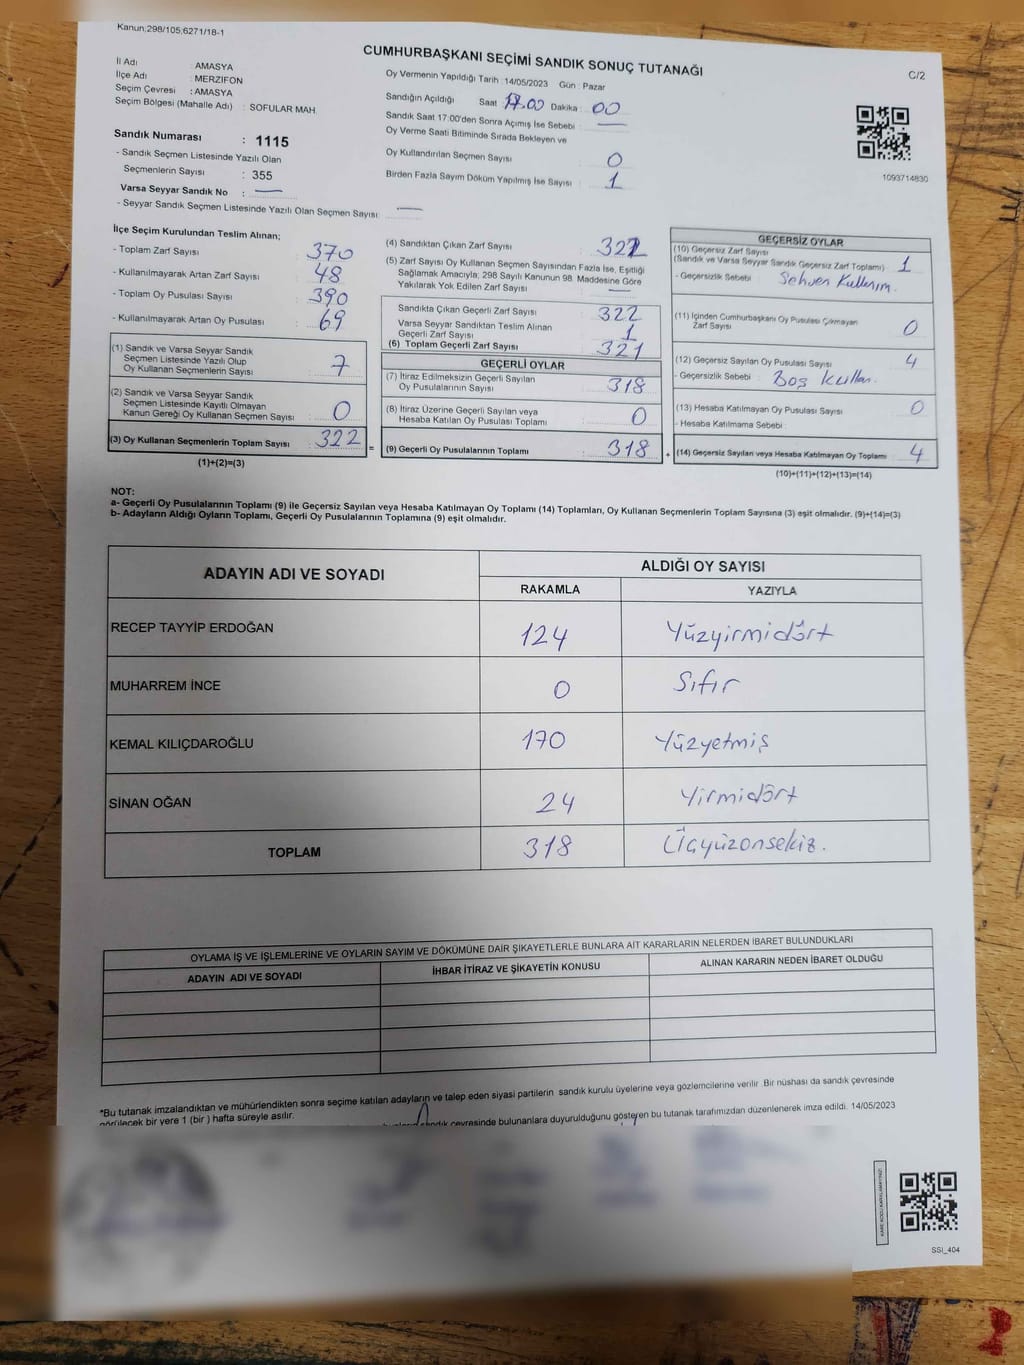 Kanun;298/105;6271/18-1
CUMHURBAŞKANI SEÇİMİ SANDIK SONUÇ TUTANAĞI
C/2
İl Adı : AMASYA
İlçe Adı : MERZİFON
Seçim Çevresi : AMASYA
Seçim Bölgesi (Mahalle Adı) : SOFULAR MAH.
Sandık Numarası : 1115
- Sandık Seçmen Listesinde Yazılı Olan
Seçmenlerin Sayısı : 355
Varsa Seyyar Sandık No : —
- Seyyar Sandık Seçmen Listesinde Yazılı Olan Seçmen Sayısı: —
Oy Vermenin Yapıldığı Tarih : 14/05/2023 Gün : Pazar
Sandığın Açıldığı Saat : 17.00 Dakika : 00
Sandık Saat 17:00'den Sonra Açımış İse Sebebi : —
Oy Verme Saati Bitiminde Sırada Bekleyen ve
Oy Kullandırılan Seçmen Sayısı : 0
Birden Fazla Sayım Döküm Yapılmış İse Sayısı : 1
1093714830
İlçe Seçim Kurulundan Teslim Alınan;
- Toplam Zarf Sayısı : 370
- Kullanılmayarak Artan Zarf Sayısı : 48
- Toplam Oy Pusulası Sayısı : 390
- Kullanılmayarak Artan Oy Pusulası : 69
(1) Sandık ve Varsa Seyyar Sandık
Seçmen Listesinde Yazılı Olup
Oy Kullanan Seçmenlerin Sayısı : 7
(2) Sandık ve Varsa Seyyar Sandık
Seçmen Listesinde Kayıtlı Olmayan
Kanun Gereği Oy Kullanan Seçmen Sayısı : 0
(3) Oy Kullanan Seçmenlerin Toplam Sayısı : 322 =
(1)+(2)=(3)
(4) Sandıktan Çıkan Zarf Sayısı : 322
(5) Zarf Sayısı Oy Kullanan Seçmen Sayısından Fazla İse, Eşitliği
Sağlamak Amacıyla; 298 Sayılı Kanunun 98. Maddesine Göre
Yakılarak Yok Edilen Zarf Sayısı : —
Sandıkta Çıkan Geçerli Zarf Sayısı : 322
Varsa Seyyar Sandıktan Teslim Alınan
Geçerli Zarf Sayısı : 1
(6) Toplam Geçerli Zarf Sayısı : 321
GEÇERLİ OYLAR
(7) İtiraz Edilmeksizin Geçerli Sayılan
Oy Pusulalarının Sayısı : 318
(8) İtiraz Üzerine Geçerli Sayılan veya
Hesaba Katılan Oy Pusulası Toplamı : 0
(9) Geçerli Oy Pusulalarının Toplamı : 318 +
GEÇERSİZ OYLAR
(10) Geçersiz Zarf Sayısı
(Sandık ve Varsa Seyyar Sandık Geçersiz Zarf Toplamı) : 1
- Geçersizlik Sebebi : Sehven Kullanım.
(11) İçinden Cumhurbaşkanı Oy Pusulası Çıkmayan
Zarf Sayısı : 0
(12) Geçersiz Sayılan Oy Pusulası Sayısı : 4
- Geçersizlik Sebebi : Boş kullan.
(13) Hesaba Katılmayan Oy Pusulası Sayısı : 0
- Hesaba Katılmama Sebebi :
(14) Geçersiz Sayılan veya Hesaba Katılmayan Oy Toplamı : 4
(10)+(11)+(12)+(13)=(14)
NOT:
a- Geçerli Oy Pusulalarının Toplamı (9) ile Geçersiz Sayılan veya Hesaba Katılmayan Oy Toplamı (14) Toplamları, Oy Kullanan Seçmenlerin Toplam Sayısına (3) eşit olmalıdır. (9)+(14)=(3)
b- Adayların Aldığı Oyların Toplamı, Geçerli Oy Pusulalarının Toplamına (9) eşit olmalıdır.
ADAYIN ADI VE SOYADI
ALDIĞI OY SAYISI
RAKAMLA YAZIYLA
RECEP TAYYİP ERDOĞAN 124 Yüzyirmidört
MUHARREM İNCE 0 Sıfır
KEMAL KILIÇDAROĞLU 170 Yüzyetmiş
SİNAN OĞAN 24 Yirmidört
TOPLAM 318 Üçyüzonsekiz.
OYLAMA İŞ VE İŞLEMLERİNE VE OYLARIN SAYIM VE DÖKÜMÜNE DAİR ŞİKAYETLERLE BUNLARA AİT KARARLARIN NELERDEN İBARET BULUNDUKLARI
ADAYIN ADI VE SOYADI İHBAR İTİRAZ VE ŞİKAYETİN KONUSU ALINAN KARARIN NEDEN İBARET OLDUĞU
*Bu tutanak imzalandıktan ve mühürlendikten sonra seçime katılan adayların ve talep eden siyasi partilerin sandık kurulu üyelerine veya gözlemcilerine verilir. Bir nüshası da sandık çevresinde
görülecek bir yere 1 (bir) hafta süreyle asılır.
sandık çevresinde bulunanlara duyurulduğunu gösteren bu tutanak tarafımızdan düzenlenerek imza edildi. 14/05/2023
SSI_404